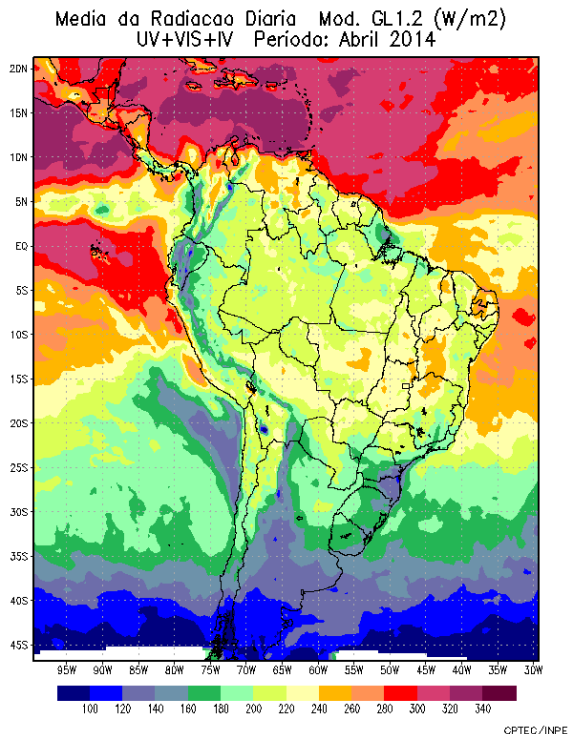 Media da Radiacao Diaria Mod. GL1.2 (W/m2)
UV+VIS+IV Periodo: Abril 2014
20N
15N
10N
5N
EQ
5S
10S
15S
20S
25S
30S
35S
40S
45S
95W 90W 85W 80W 75W 70W 65W 60W 55W 50W 45W 40W 35W 30W
100 120 140 160 180 200 220 240 260 280 300 320 340
CPTEC/INPE